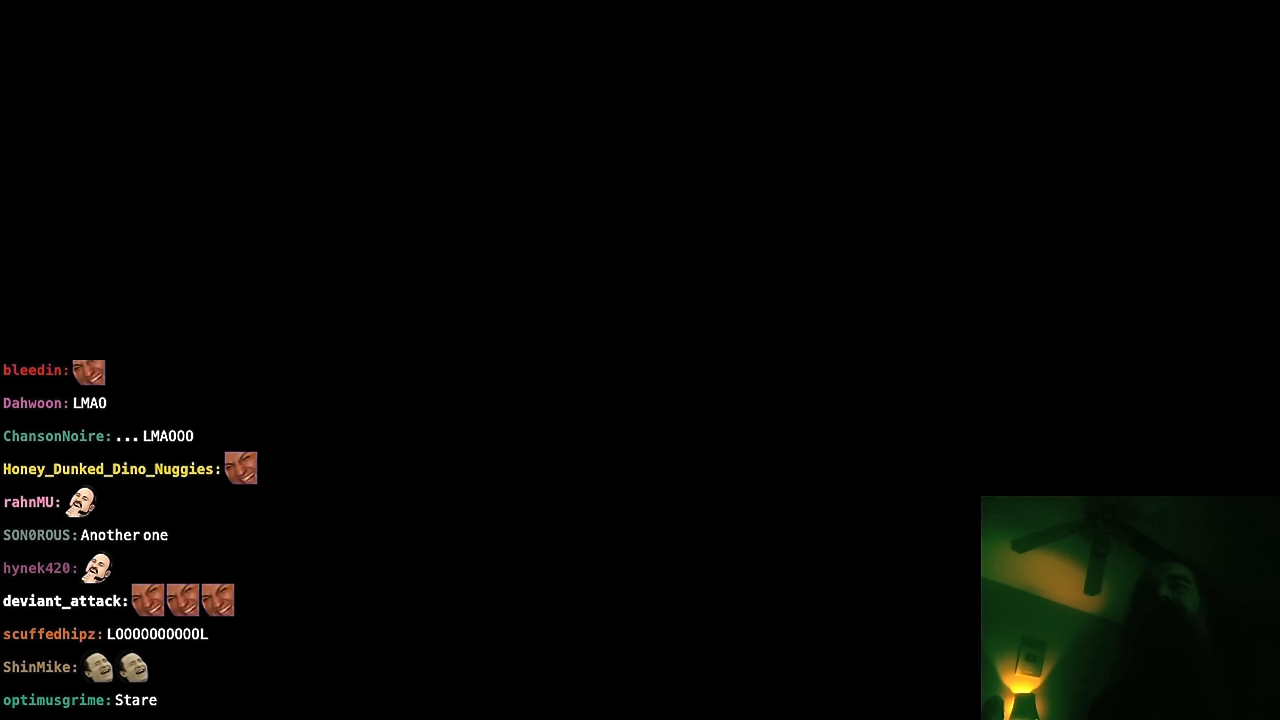 bleedin:
Dahwoon: LMAO
ChansonNoire: ... LMAOOO
Honey_Dunked_Dino_Nuggies:
rahnMU:
SON0ROUS: Another one
hynek420:
deviant_attack:
scuffedhipz: LOOOOOOOOOOL
ShinMike:
optimusgrime: Stare